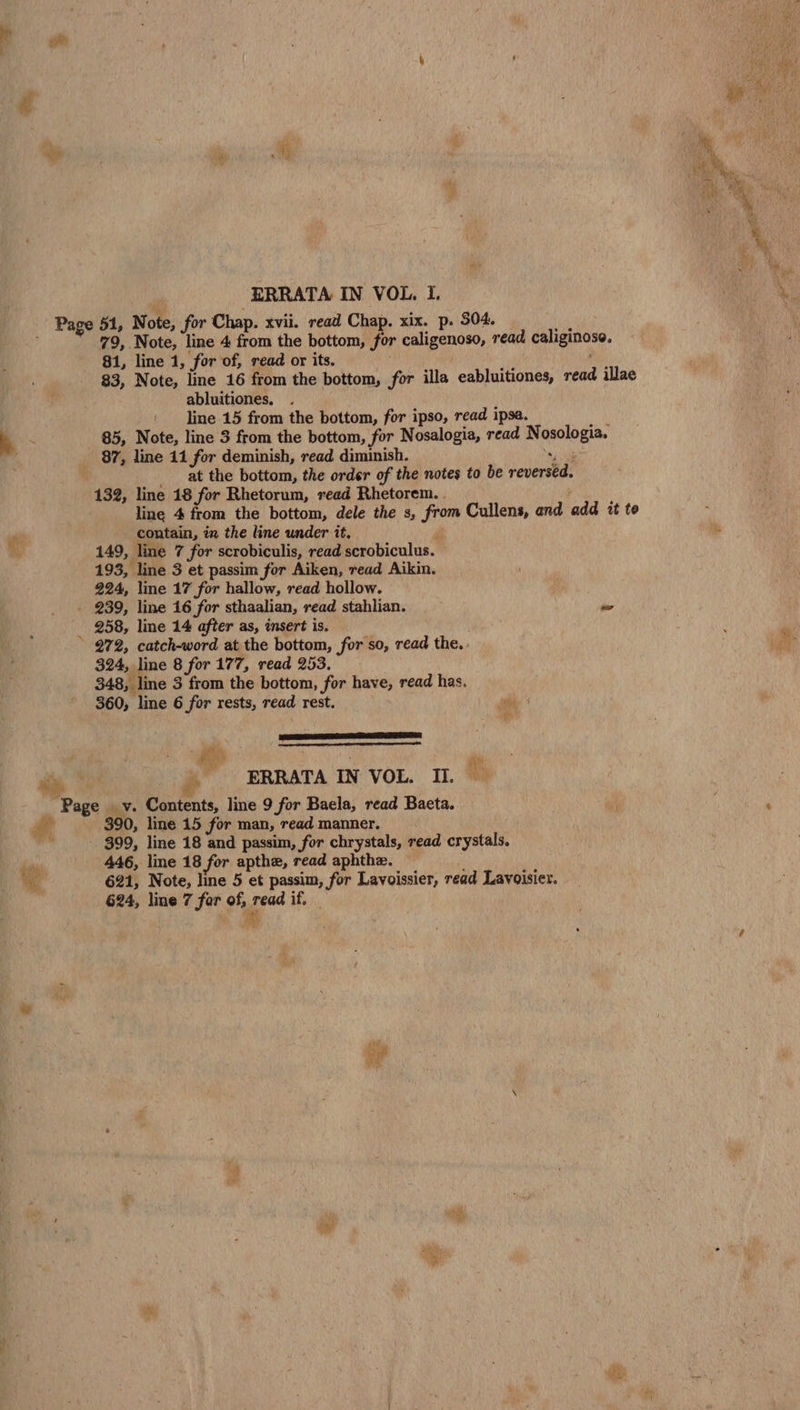 ERRATA IN VOL. I.
Page 51, Note, for Chap. xvii. read Chap. xix. p. 304.
79, Note, line 4 from the bottom, for caligenoso, read caliginose.
81, line 1, for of, read or its.
83, Note, line 16 from the bottom, for illa eabluitiones, read illae
abluitiones.
line 15 from the bottom, for ipso, read ipsa.
85, Note, line 3 from the bottom, for Nosalogia, read Nosologia.
87, line 11 for deminish, read diminish.
at the bottom, the order of the notes to be reversed.
132, line 18 for Rhetorum, read Rhetorem.
line 4 from the bottom, dele the s, from Cullens, and add it to
contain, in the line under it.
149, line 7 for scrobiculis, read scrobiculus.
193, line 3 et passim for Aiken, read Aikin.
224, line 17 for hallow, read hollow.
239, line 16 for sthaalian, read stahlian.
258, line 14 after as, insert is.
272, catch-word at the bottom, for so, read the.
324, line 8 for 177, read 253.
348, line 3 from the bottom, for have, read has.
360, line 6 for rests, read rest.
ERRATA IN VOL. II.
Page v. Contents, line 9 for Baela, read Baeta.
390, line 15 for man, read manner.
399, line 18 and passim, for chrystals, read crystals.
446, line 18 for apthæ, read aphthæ.
621, Note, line 5 et passim, for Lavoissier, read Lavoisier.
624, line 7 for of, read if.